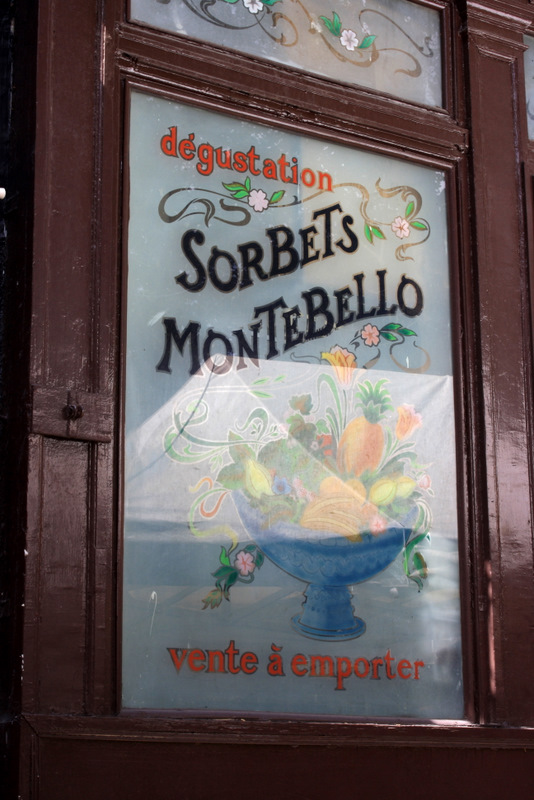 dégustation
SORBETS
MONTEBELLO
vente à emporter